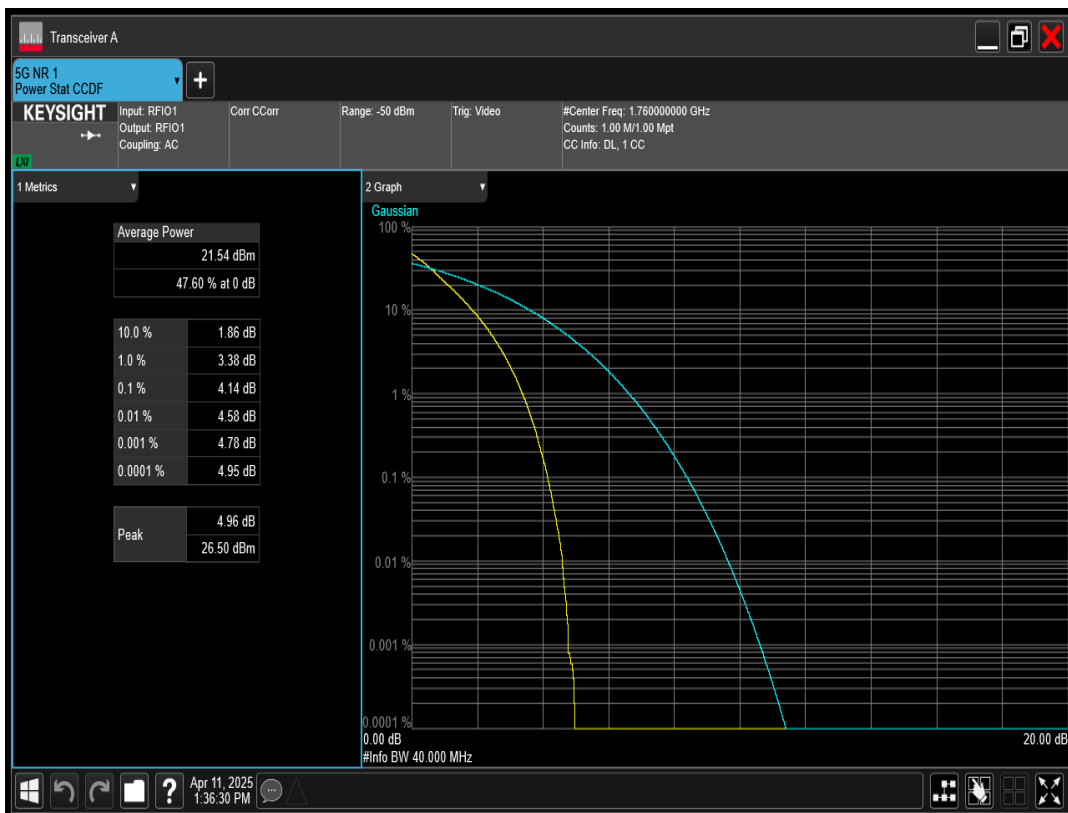 Transceiver A
5G NR 1
Power Stat CCDF
+
KEYSIGHT
LXI
Input: RFIO1
Output: RFIO1
Coupling: AC
Corr CCorr
Range: -50 dBm
Trig: Video
#Center Freq: 1.760000000 GHz
Counts: 1.00 M/1.00 Mpt
CC Info: DL, 1 CC
1 Metrics
Average Power
21.54 dBm
47.60 % at 0 dB
10.0 % 1.86 dB
1.0 % 3.38 dB
0.1 % 4.14 dB
0.01 % 4.58 dB
0.001 % 4.78 dB
0.0001 % 4.95 dB
Peak
4.96 dB
26.50 dBm
2 Graph
Gaussian
100 %
10 %
1 %
0.1 %
0.01 %
0.001 %
0.0001 %
0.00 dB 20.00 dB
#Info BW 40.000 MHz
?
Apr 11, 2025
1:36:30 PM